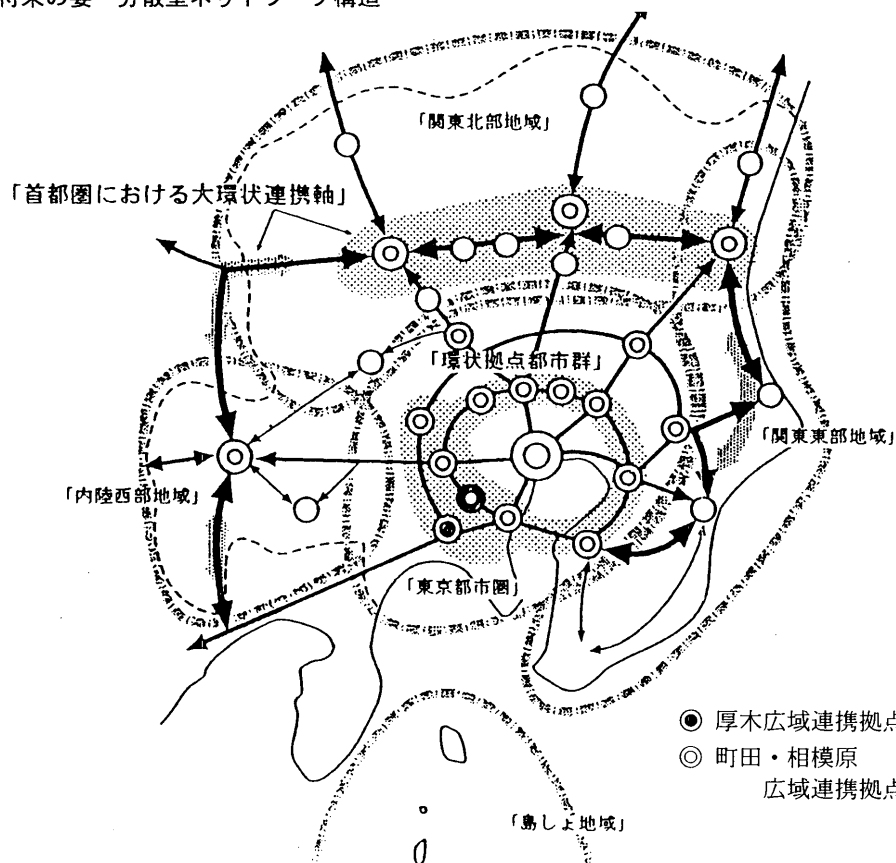 将来の姿 分散型ネットワーク構造
「関東北部地域」
「首都圏における大環状連携軸」
「環状拠点都市群」
「関東東部地域」
「内陸西部地域」
「東京都市圏」
◉ 厚木広域連携拠点
◎ 町田・相模原
広域連携拠点
「島しょ地域」